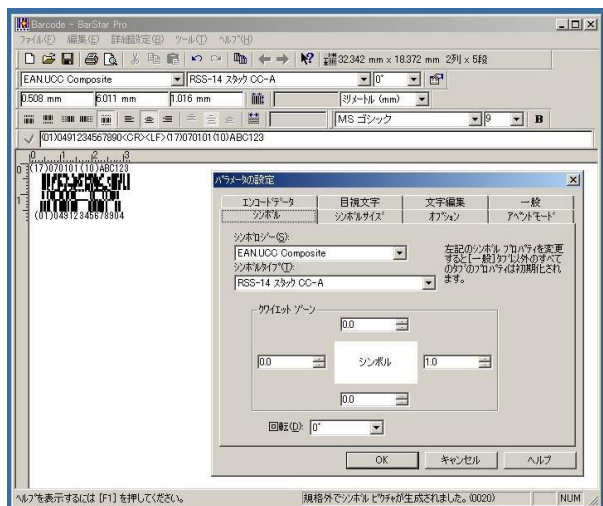 Barcode - BarStar Pro
ファイル(F) 編集(E) 詳細設定(B) ツール(T) ヘルプ(H)
32.342 mm x 18.372 mm 2列 x 5段
EAN.UCC Composite RSS-14 スタック CC-A 0°
0.508 mm 6.011 mm 1.016 mm ミリメートル (mm)
MS ゴシック 9 B
(01)0491234567890<CR><LF>(17)070101(10)ABC123
0 1 2 3
0
(17)070101(10)ABC123
1
(01)04912345678904
パラメータの設定
エンコードデータ 目視文字 文字編集 一般
シンボル シンボルサイズ オプション アペンドモード
シンボロジー(S):
EAN.UCC Composite
シンボルタイプ(T):
RSS-14 スタック CC-A
左記のシンボル プロパティを変更
すると[一般]タブ以外のすべて
のタブのプロパティは初期化され
ます。
クワイエット ゾーン
0.0
0.0 シンボル 1.0
0.0
回転(D): 0°
OK キャンセル ヘルプ
ヘルプを表示するには [F1] を押してください。 規格外でシンボル ピクチャが生成されました。(0020) NUM